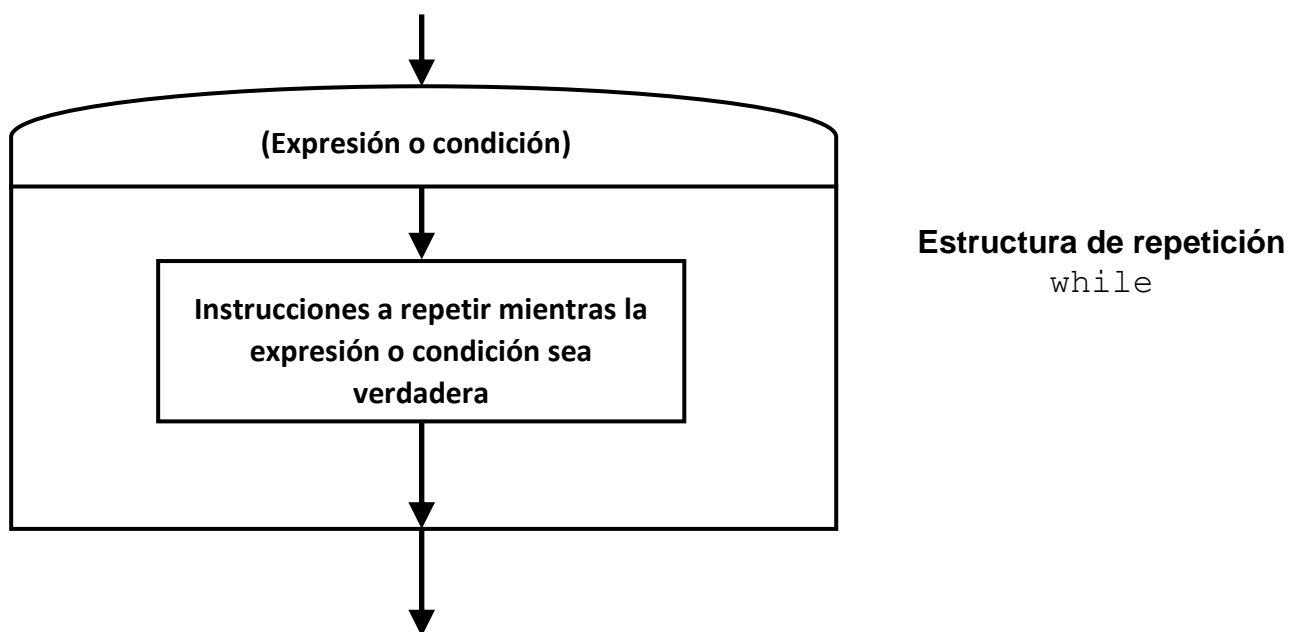 (Expresión o condición)
Estructura de repetición
while
Instrucciones a repetir mientras la
expresión o condición sea
verdadera